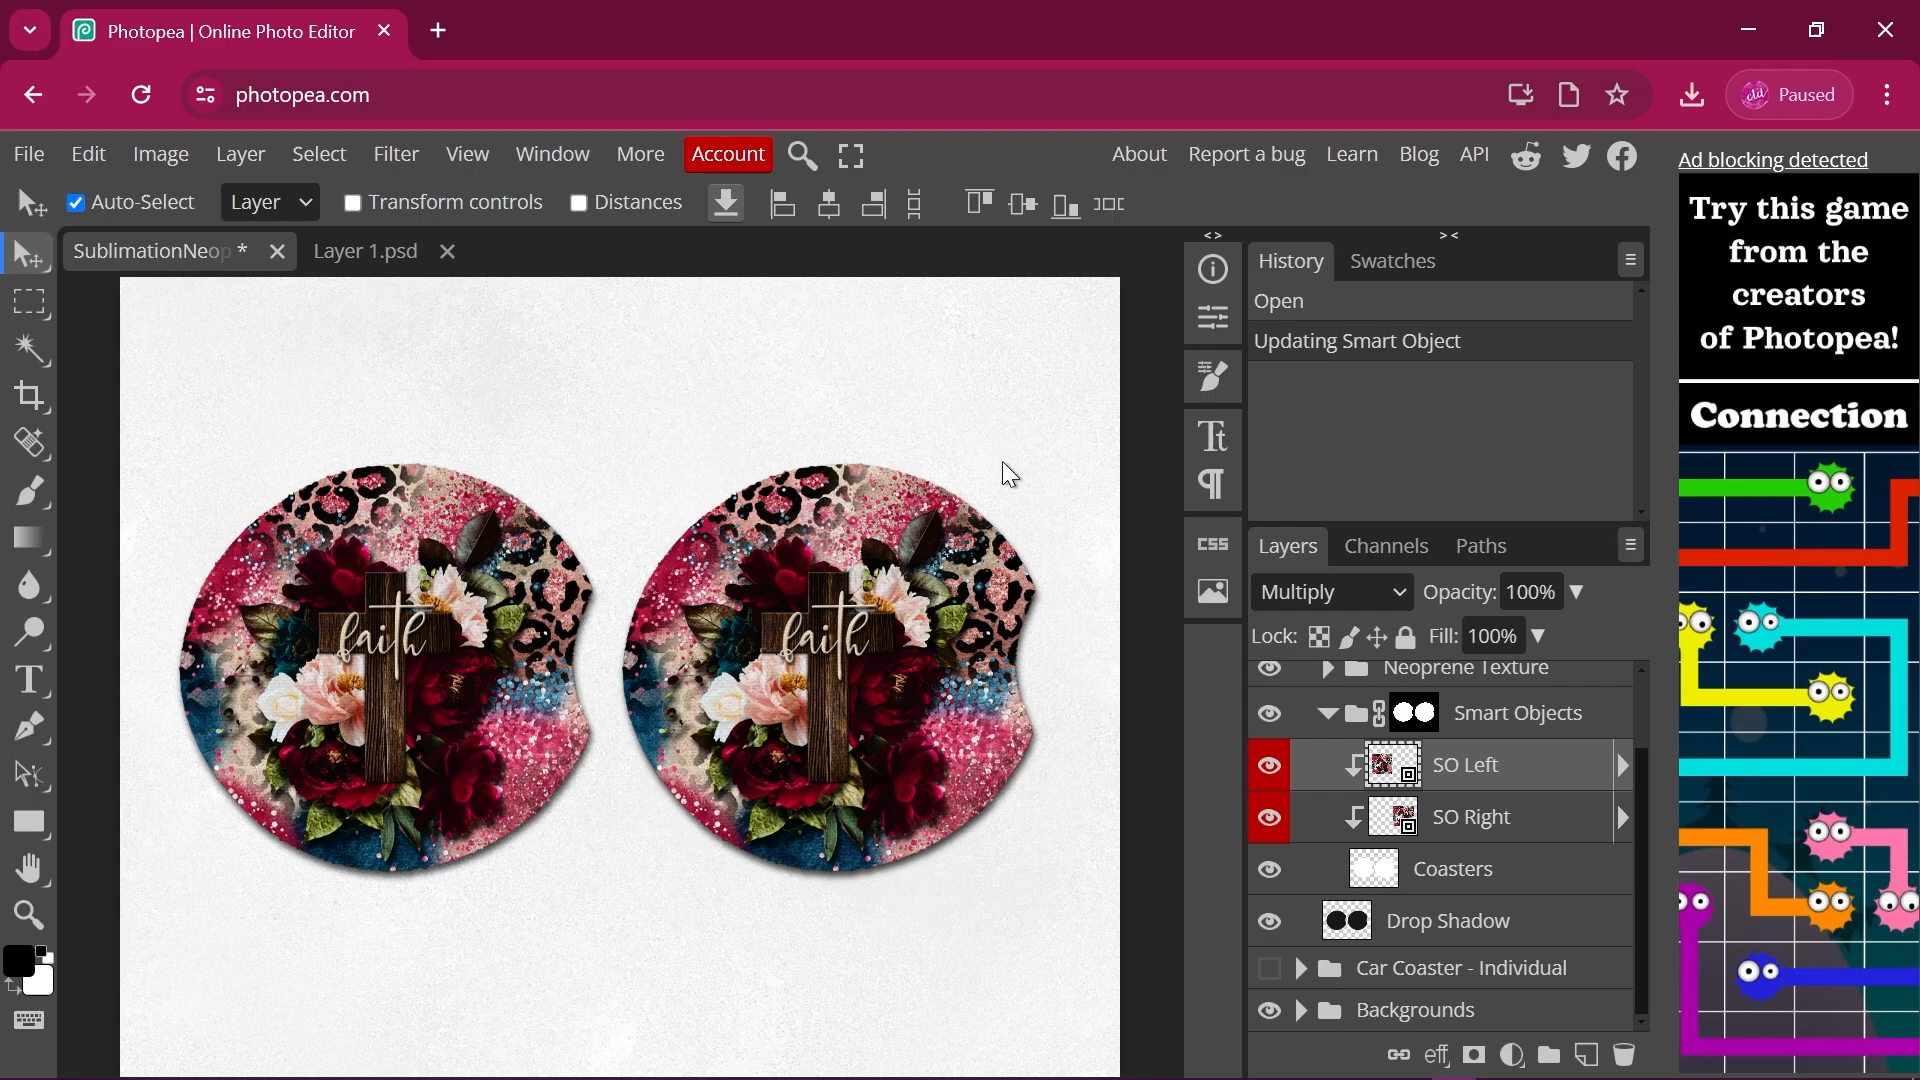 Photopea | Online Photo Editor
photopea.com
Paused
File Edit Image Layer Select Filter View Window More Account
About Report a bug Learn Blog API
Ad blocking detected
Auto-Select Layer Transform controls Distances
SublimationNeop * Layer 1.psd
Try this game
from the
creators
of Photopea!
Connection
History Swatches
Open
Updating Smart Object
CSS
Layers Channels Paths
Multiply Opacity: 100%
Lock: Fill: 100%
Neoprene Texture
Smart Objects
SO Left
SO Right
Coasters
Drop Shadow
Car Coaster - Individual
Backgrounds
eff
faith
faith